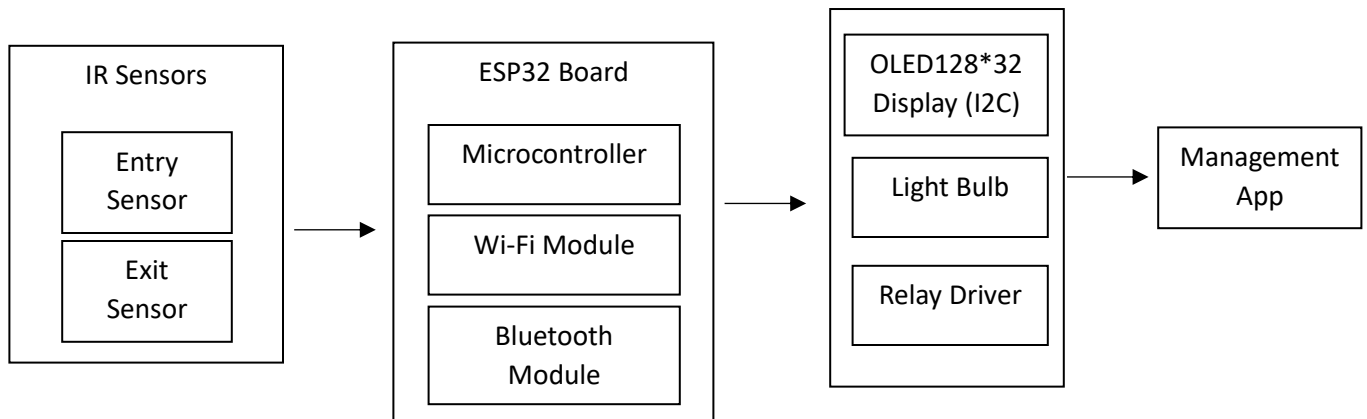 IR Sensors
Entry
Sensor
Exit
Sensor
ESP32 Board
Microcontroller
Wi-Fi Module
Bluetooth
Module
OLED128*32
Display (I2C)
Light Bulb
Relay Driver
Management
App